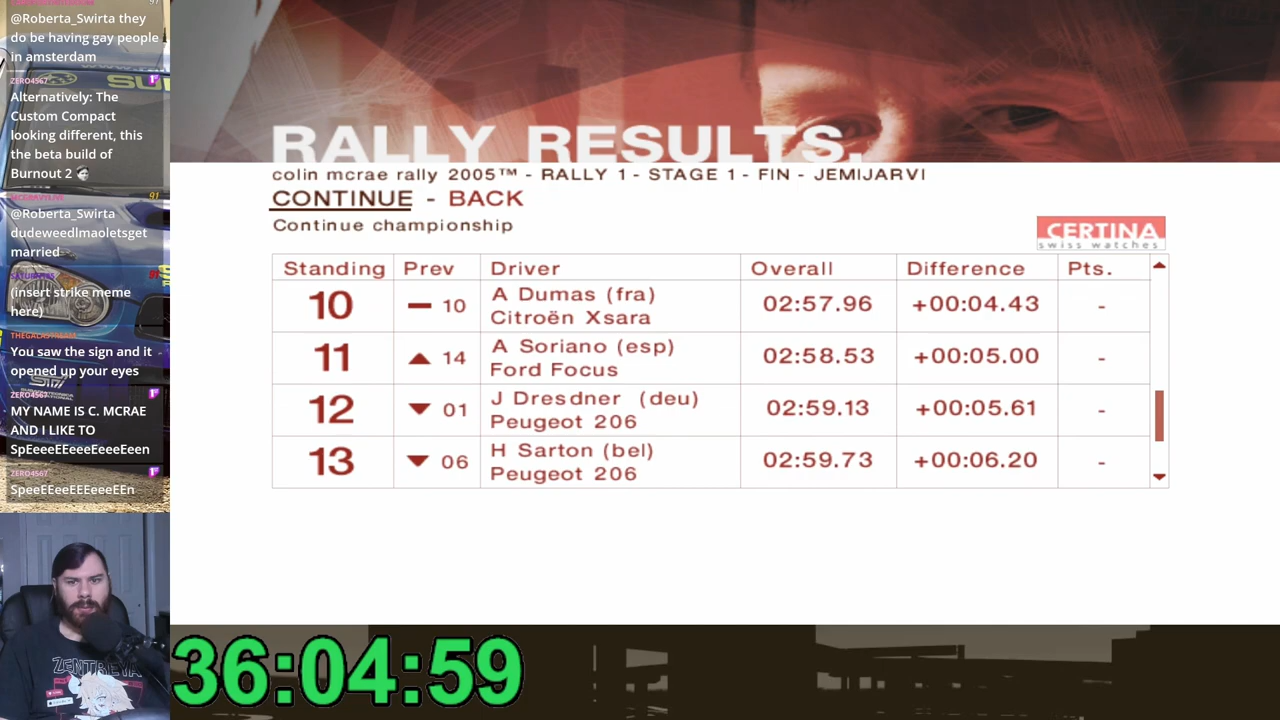 @Roberta_Swirta they
do be having gay people
in amsterdam
ZERO4567
Alternatively: The
Custom Compact
looking different, this
the beta build of
Burnout 2
@Roberta_Swirta
dudeweedlmaoletsget
married
(insert strike meme
here)
You saw the sign and it
opened up your eyes
ZERO4567
MY NAME IS C. MCRAE
AND I LIKE TO
SpEeeeEEeeeEeeeEeen
ZERO4567
SpeeEEeeEEEeeeEEn
RALLY RESULTS.
colin mcrae rally 2005™ - RALLY 1 - STAGE 1 - FIN - JEMIJARVI
CONTINUE - BACK
Continue championship
CERTINA
swiss watches
Standing Prev Driver Overall Difference Pts.
10 10 A Dumas (fra) Citroën Xsara 02:57.96 +00:04.43 -
11 14 A Soriano (esp) Ford Focus 02:58.53 +00:05.00 -
12 01 J Dresdner (deu) Peugeot 206 02:59.13 +00:05.61 -
13 06 H Sarton (bel) Peugeot 206 02:59.73 +00:06.20 -
36:04:59